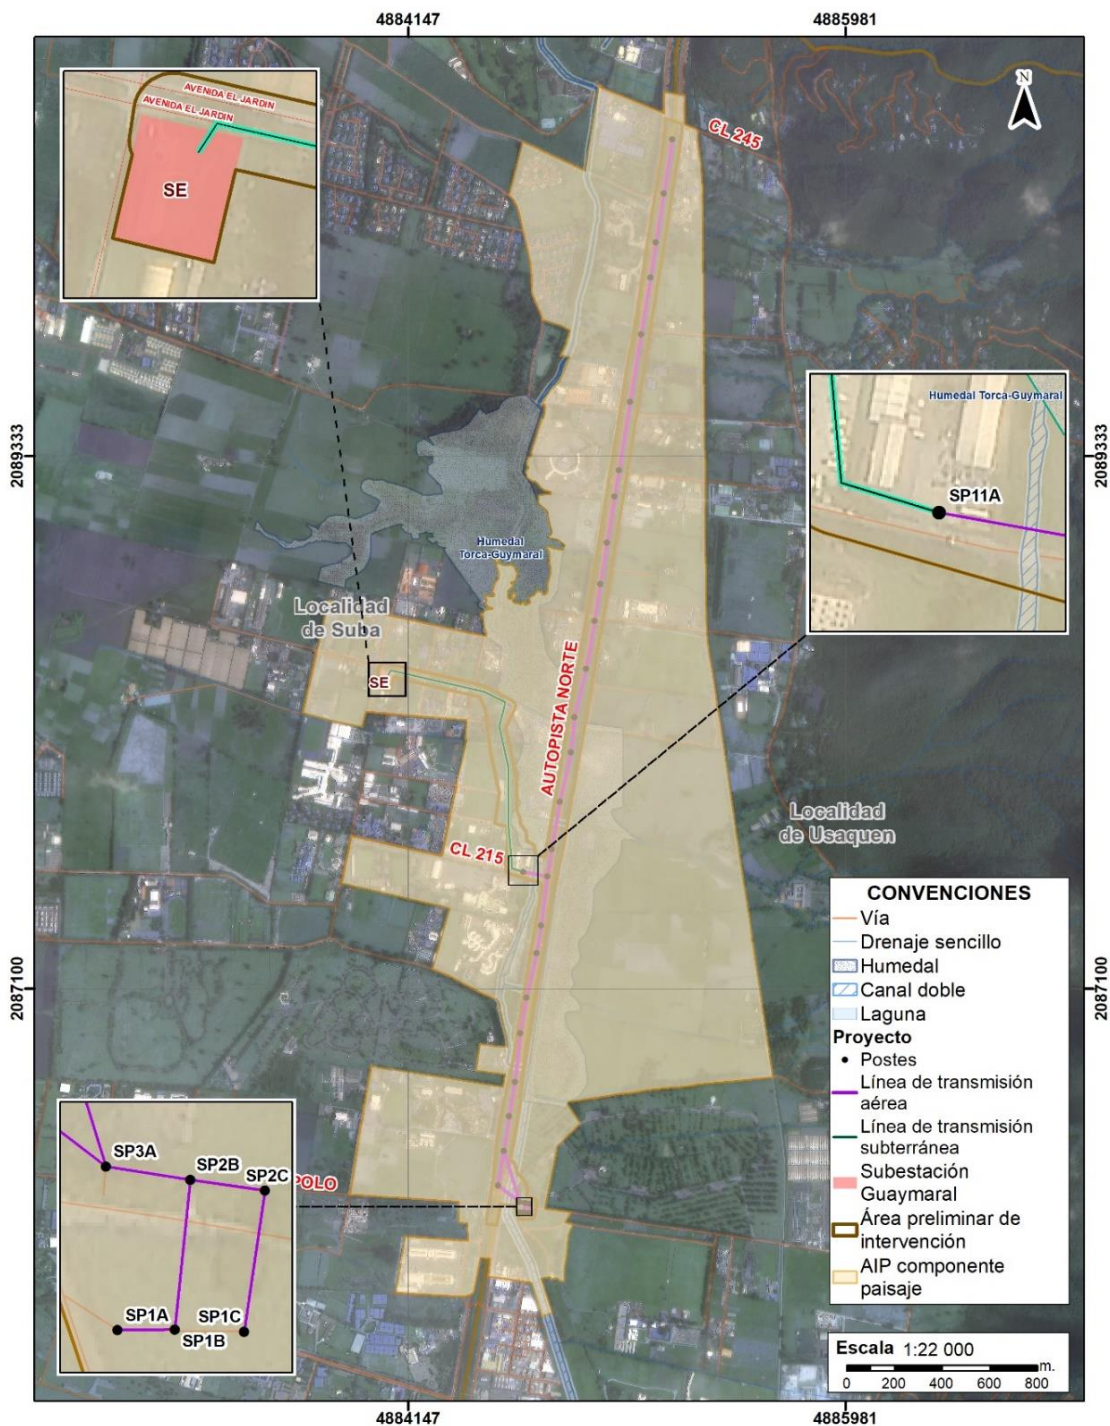 4884147
4885981
N
AVENIDA EL JARDIN
AVENIDA EL JARDIN
SE
CL 245
2089333
2089333
Humedal Torca-Guymaral
SP11A
Humedal
Torca-Guymaral
Localidad
de Suba
SE
AUTOPISTA NORTE
Localidad
de Usaquen
CL 215
2087100
2087100
CONVENCIONES
Vía
Drenaje sencillo
Humedal
Canal doble
Laguna
Proyecto
Postes
Línea de transmisión
aérea
Línea de transmisión
subterránea
Subestación
Guaymaral
Área preliminar de
intervención
AIP componente
paisaje
SP3A
SP2B
SP2C
POLO
SP1A
SP1B
SP1C
Escala 1:22 000
m.
0 200 400 600 800
4884147
4885981